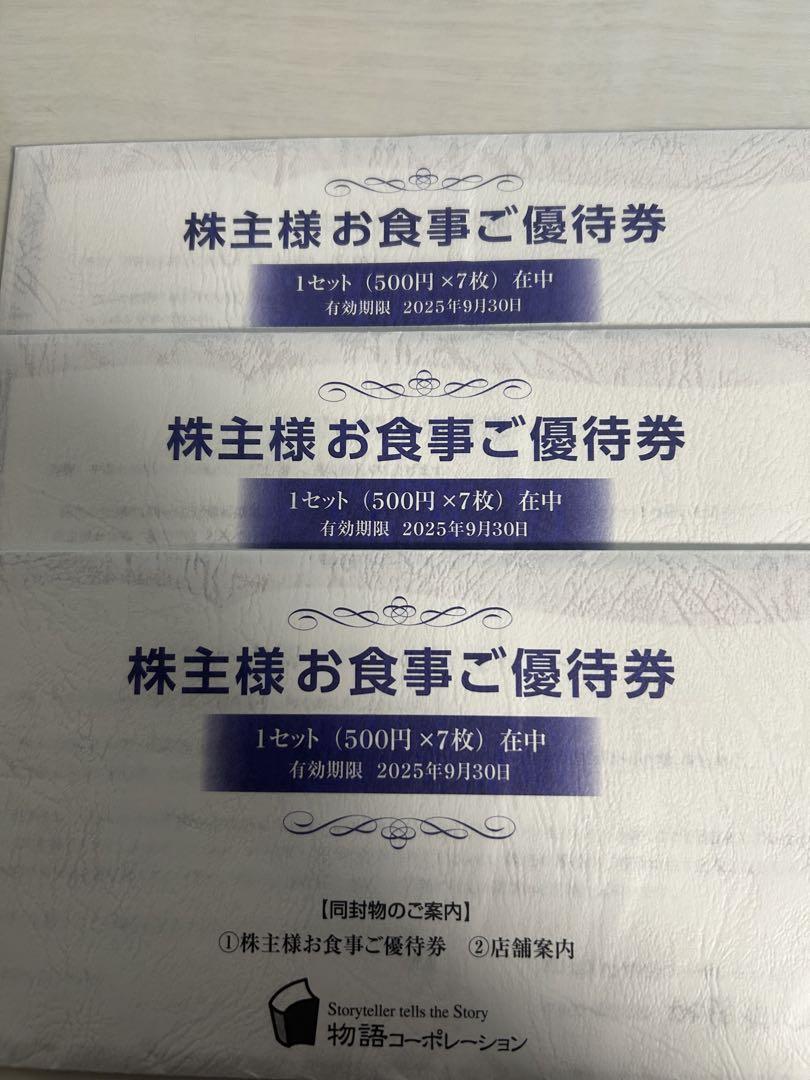 株主様お食事ご優待券
1セット（500円×7枚）在中
有効期限 2025年9月30日
株主様お食事ご優待券
1セット（500円×7枚）在中
有効期限 2025年9月30日
株主様お食事ご優待券
1セット（500円×7枚）在中
有効期限 2025年9月30日
【同封物のご案内】
①株主様お食事ご優待券 ②店舗案内
Storyteller tells the Story
物語コーポレーション